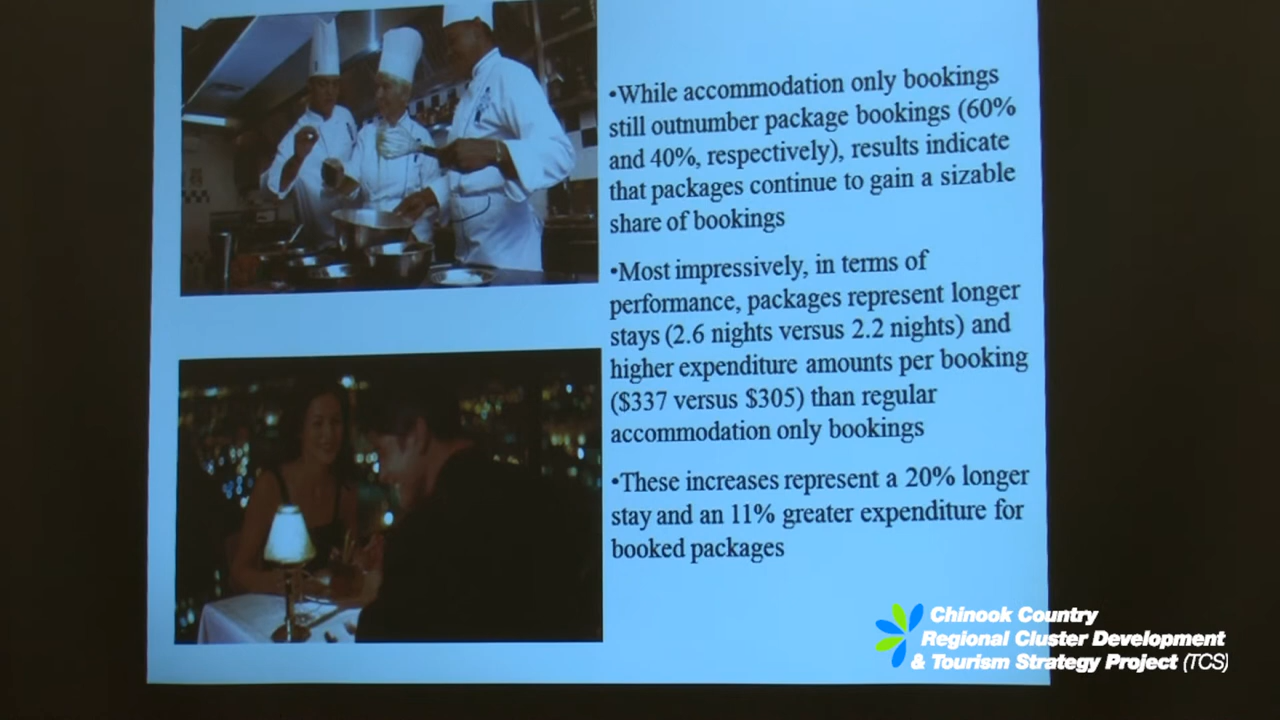 •While accommodation only bookings
still outnumber package bookings (60%
and 40%, respectively), results indicate
that packages continue to gain a sizable
share of bookings
•Most impressively, in terms of
performance, packages represent longer
stays (2.6 nights versus 2.2 nights) and
higher expenditure amounts per booking
($337 versus $305) than regular
accommodation only bookings
•These increases represent a 20% longer
stay and an 11% greater expenditure for
booked packages
Chinook Country
Regional Cluster Development
& Tourism Strategy Project (TCS)